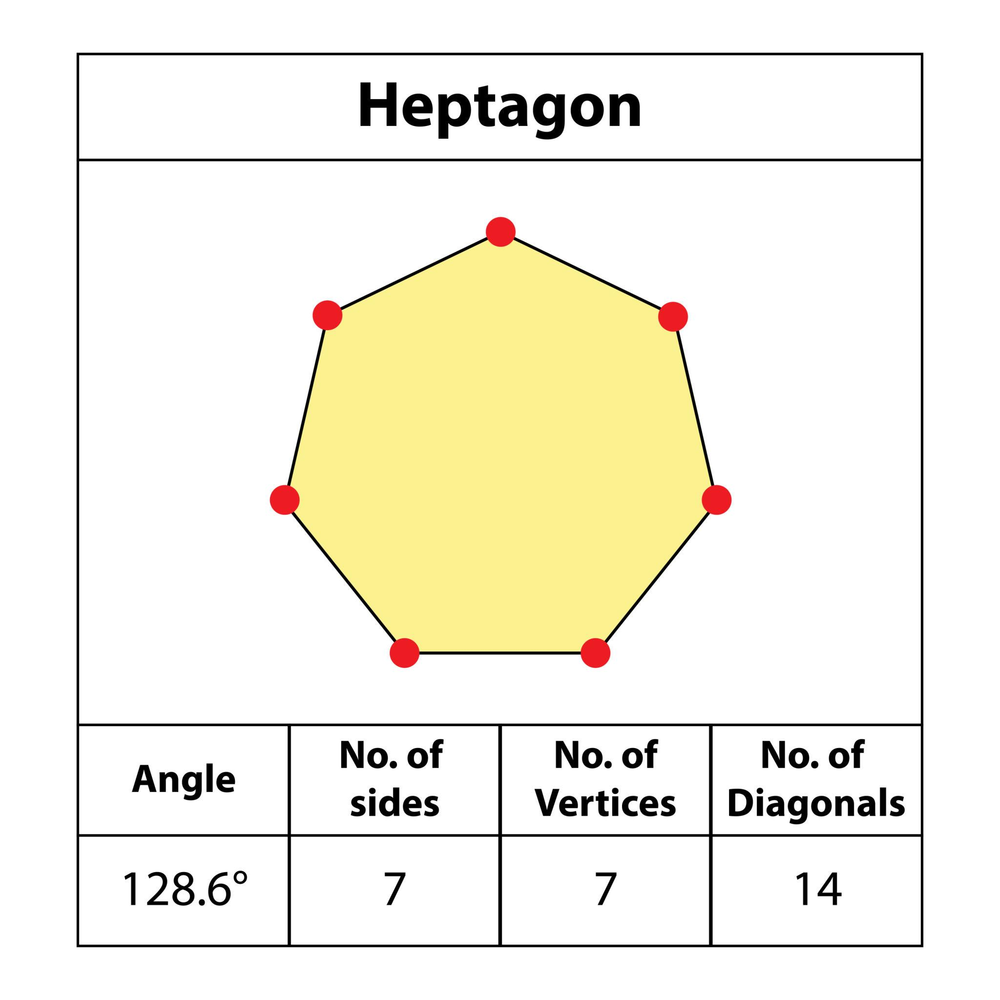 Heptagon
Angle
No. of
sides
No. of
Vertices
No. of
Diagonals
128.6°
7
7
14